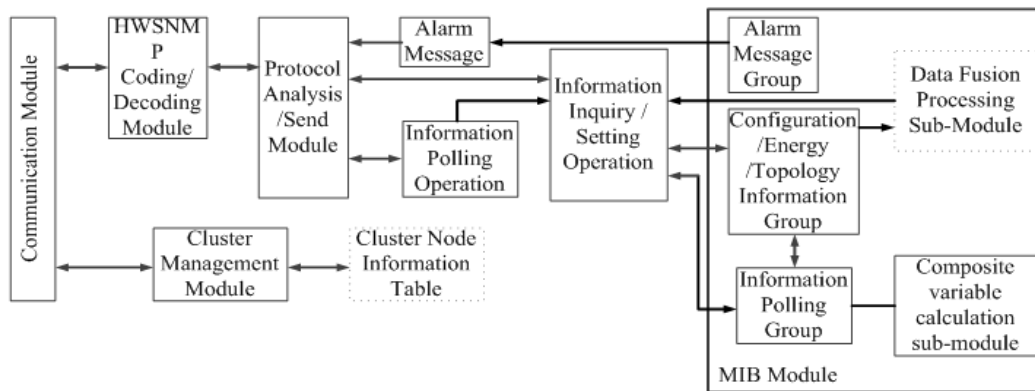 Communication Module
HWSNM
P
Coding/
Decoding
Module
Protocol
Analysis
/Send
Module
Alarm
Message
Information
Polling
Operation
Information
Inquiry /
Setting
Operation
Alarm
Message
Group
Data Fusion
Processing
Sub-Module
Configuration
/Energy
/Topology
Information
Group
Cluster
Management
Module
Cluster Node
Information
Table
Information
Polling
Group
Composite
variable
calculation
sub-module
MIB Module